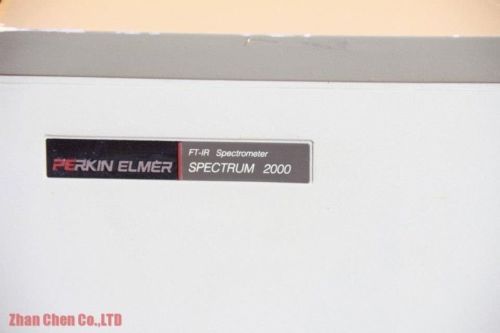 PERKIN ELMER
FT-IR Spectrometer
SPECTRUM 2000
Zhan Chen Co.,LTD